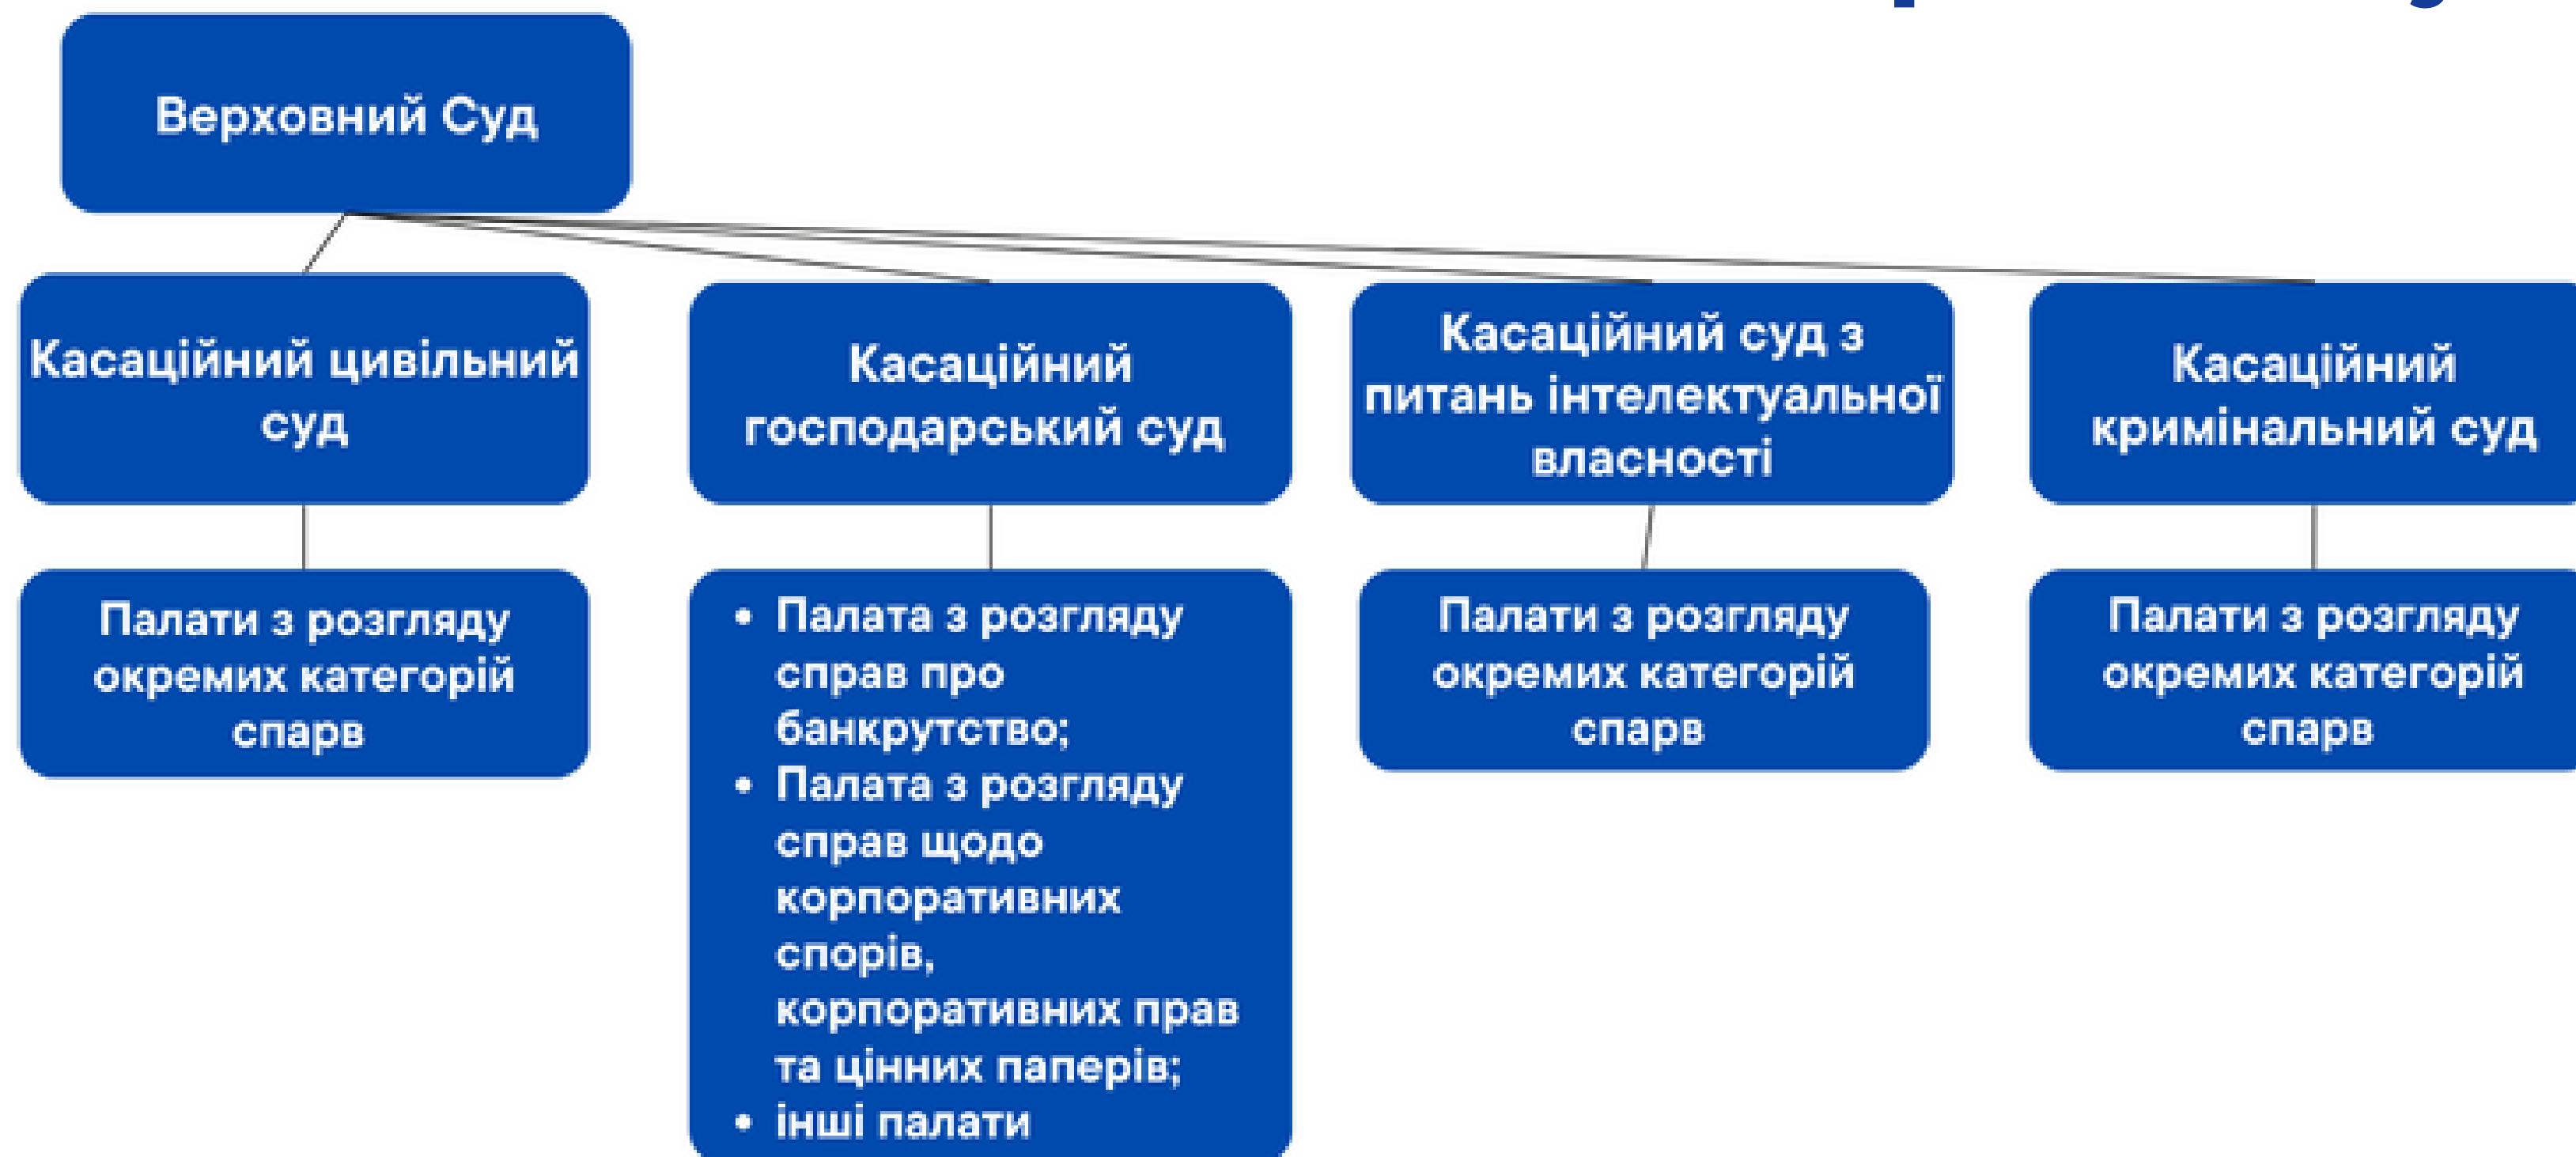 Верховний Суд
Касаційний цивільний
суд
Касаційний
господарський суд
Касаційний суд з
питань інтелектуальної
власності
Касаційний
кримінальний суд
Палати з розгляду
окремих категорій
спарв
• Палата з розгляду
справ про
банкрутство;
• Палата з розгляду
справ щодо
корпоративних
спорів,
корпоративних прав
та цінних паперів;
• інші палати
Палати з розгляду
окремих категорій
спарв
Палати з розгляду
окремих категорій
спарв